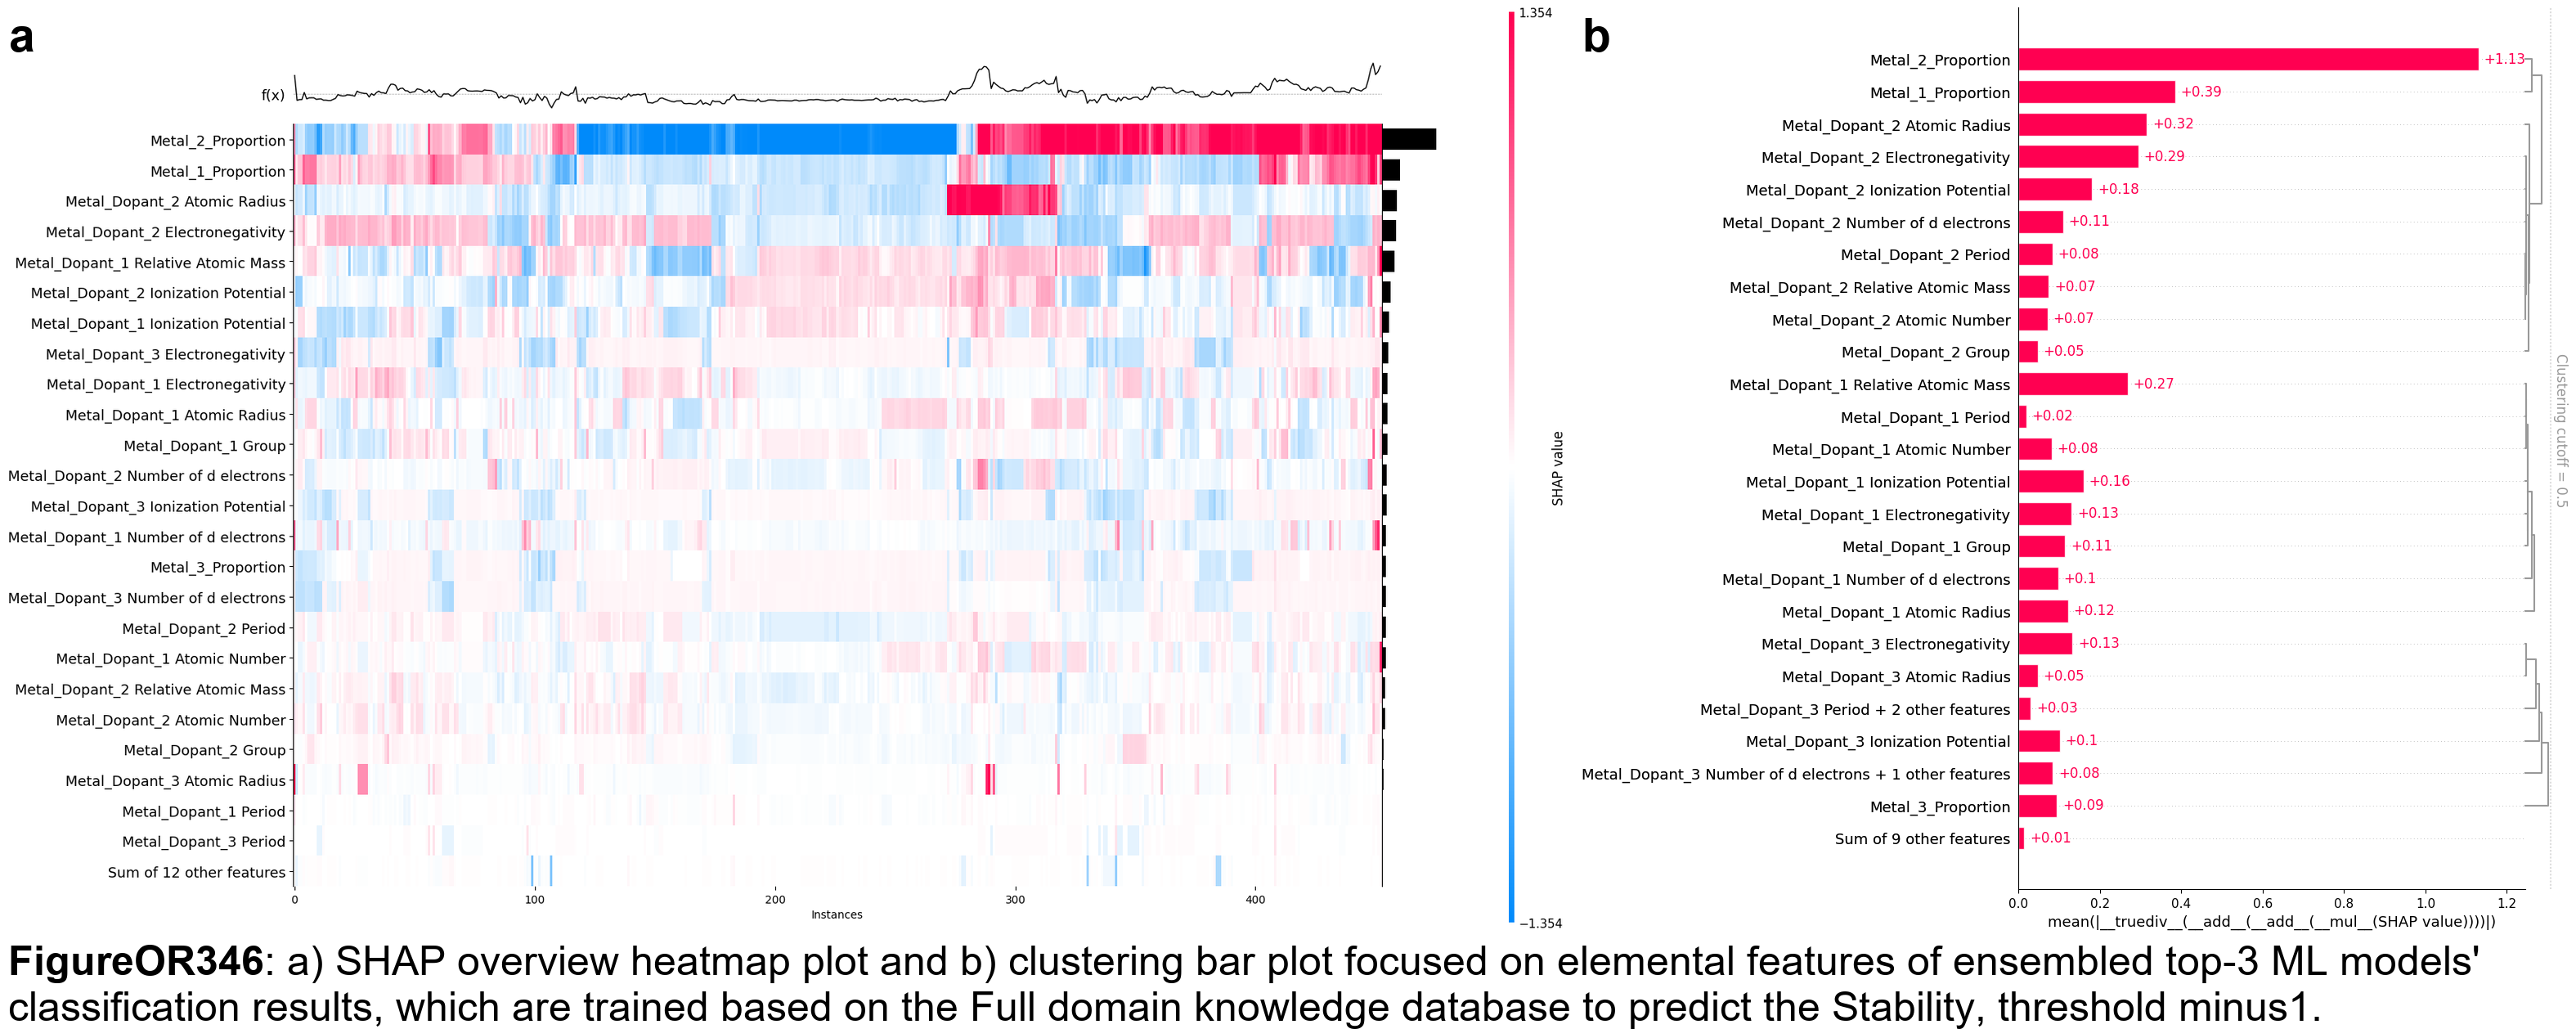 a
f(x)
Metal_2_Proportion
Metal_1_Proportion
Metal_Dopant_2 Atomic Radius
Metal_Dopant_2 Electronegativity
Metal_Dopant_1 Relative Atomic Mass
Metal_Dopant_2 Ionization Potential
Metal_Dopant_1 Ionization Potential
Metal_Dopant_3 Electronegativity
Metal_Dopant_1 Electronegativity
Metal_Dopant_1 Atomic Radius
Metal_Dopant_1 Group
Metal_Dopant_2 Number of d electrons
Metal_Dopant_3 Ionization Potential
Metal_Dopant_1 Number of d electrons
Metal_3_Proportion
Metal_Dopant_3 Number of d electrons
Metal_Dopant_2 Period
Metal_Dopant_1 Atomic Number
Metal_Dopant_2 Relative Atomic Mass
Metal_Dopant_2 Atomic Number
Metal_Dopant_2 Group
Metal_Dopant_3 Atomic Radius
Metal_Dopant_1 Period
Metal_Dopant_3 Period
Sum of 12 other features
0 100 200 300 400
Instances
1.354
SHAP value
−1.354
b
Metal_2_Proportion +1.13
Metal_1_Proportion +0.39
Metal_Dopant_2 Atomic Radius +0.32
Metal_Dopant_2 Electronegativity +0.29
Metal_Dopant_2 Ionization Potential +0.18
Metal_Dopant_2 Number of d electrons +0.11
Metal_Dopant_2 Period +0.08
Metal_Dopant_2 Relative Atomic Mass +0.07
Metal_Dopant_2 Atomic Number +0.07
Metal_Dopant_2 Group +0.05
Metal_Dopant_1 Relative Atomic Mass +0.27
Metal_Dopant_1 Period +0.02
Metal_Dopant_1 Atomic Number +0.08
Metal_Dopant_1 Ionization Potential +0.16
Metal_Dopant_1 Electronegativity +0.13
Metal_Dopant_1 Group +0.11
Metal_Dopant_1 Number of d electrons +0.1
Metal_Dopant_1 Atomic Radius +0.12
Metal_Dopant_3 Electronegativity +0.13
Metal_Dopant_3 Atomic Radius +0.05
Metal_Dopant_3 Period + 2 other features +0.03
Metal_Dopant_3 Ionization Potential +0.1
Metal_Dopant_3 Number of d electrons + 1 other features +0.08
Metal_3_Proportion +0.09
Sum of 9 other features +0.01
0.0 0.2 0.4 0.6 0.8 1.0 1.2
mean(|__truediv__(__add__(__add__(__mul__(SHAP value))))|)
Clustering cutoff = 0.5
FigureOR346: a) SHAP overview heatmap plot and b) clustering bar plot focused on elemental features of ensembled top-3 ML models'
classification results, which are trained based on the Full domain knowledge database to predict the Stability, threshold minus1.